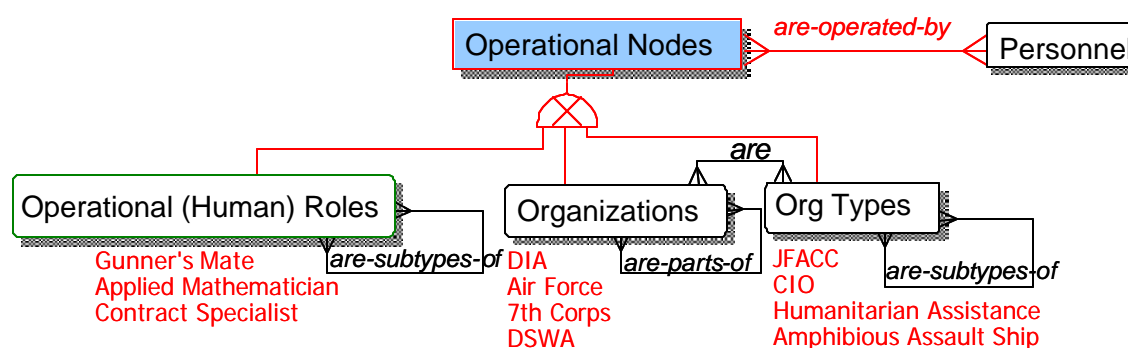 Operational Nodes
are-operated-by
Personnel
are
Operational (Human) Roles
Organizations
Org Types
are-subtypes-of
are-parts-of
are-subtypes-of
Gunner's Mate
Applied Mathematician
Contract Specialist
DIA
Air Force
7th Corps
DSWA
JFACC
CIO
Humanitarian Assistance
Amphibious Assault Ship